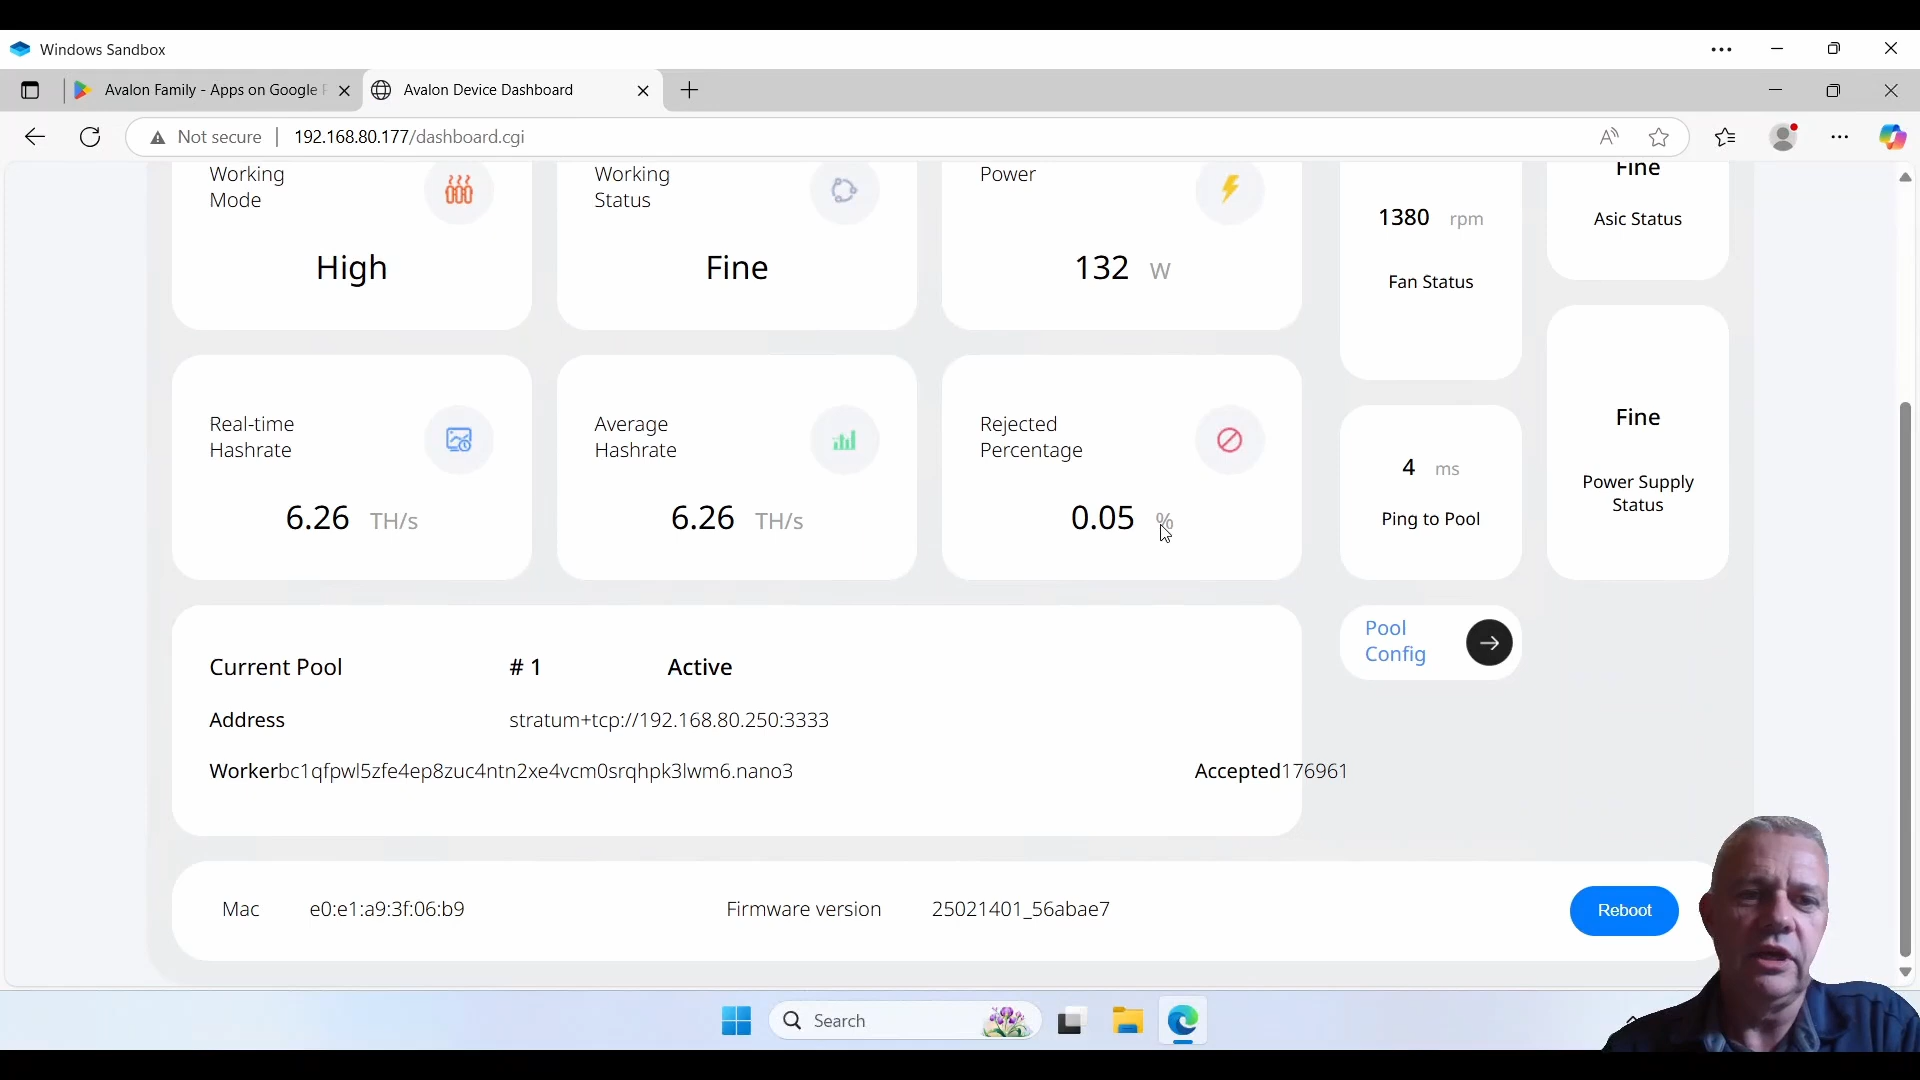 Windows Sandbox
Avalon Family - Apps on Google
Avalon Device Dashboard
Not secure
192.168.80.177/dashboard.cgi
Working
Mode
High
Working
Status
Fine
Power
132 W
1380 rpm
Fan Status
Fine
Asic Status
Real-time
Hashrate
6.26 TH/s
Average
Hashrate
6.26 TH/s
Rejected
Percentage
0.05 %
4 ms
Ping to Pool
Fine
Power Supply
Status
Current Pool # 1 Active
Address stratum+tcp://192.168.80.250:3333
Workerbc1qfpwl5zfe4ep8zuc4ntn2xe4vcm0srqhpk3lwm6.nano3 Accepted176961
Pool
Config
Mac e0:e1:a9:3f:06:b9 Firmware version 25021401_56abae7
Reboot
Search